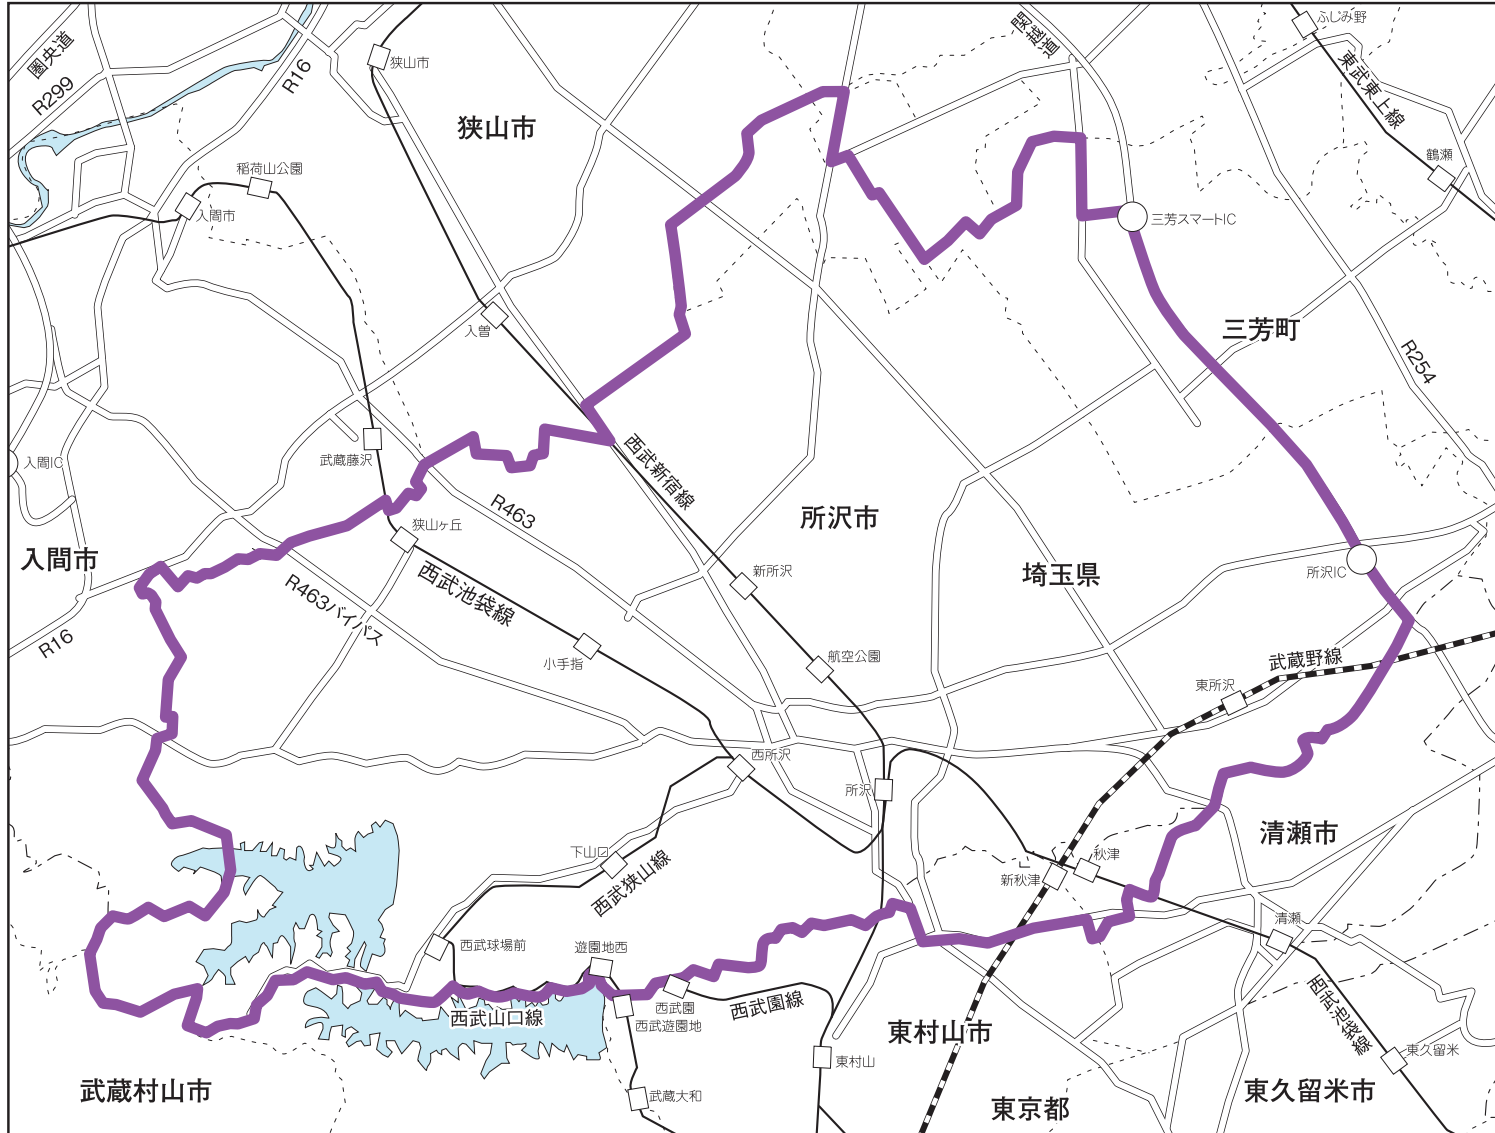 圏央道
R299
R16
狭山市
狭山市
関越道
ふじみ野
東武東上線
鶴瀬
稲荷山公園
入間市
三芳スマートIC
入曽
三芳町
R254
入間IC
武蔵藤沢
西武新宿線
R463
狭山ヶ丘
所沢市
入間市
西武池袋線
新所沢
埼玉県
所沢IC
R463バイパス
R16
小手指
航空公園
武蔵野線
東所沢
西所沢
所沢
清瀬市
下山口
西武狭山線
秋津
新秋津
清瀬
西武球場前
遊園地西
西武園
西武園線
西武山口線
西武遊園地
西武池袋線
東村山市
東村山
東久留米
武蔵村山市
武蔵大和
東京都
東久留米市